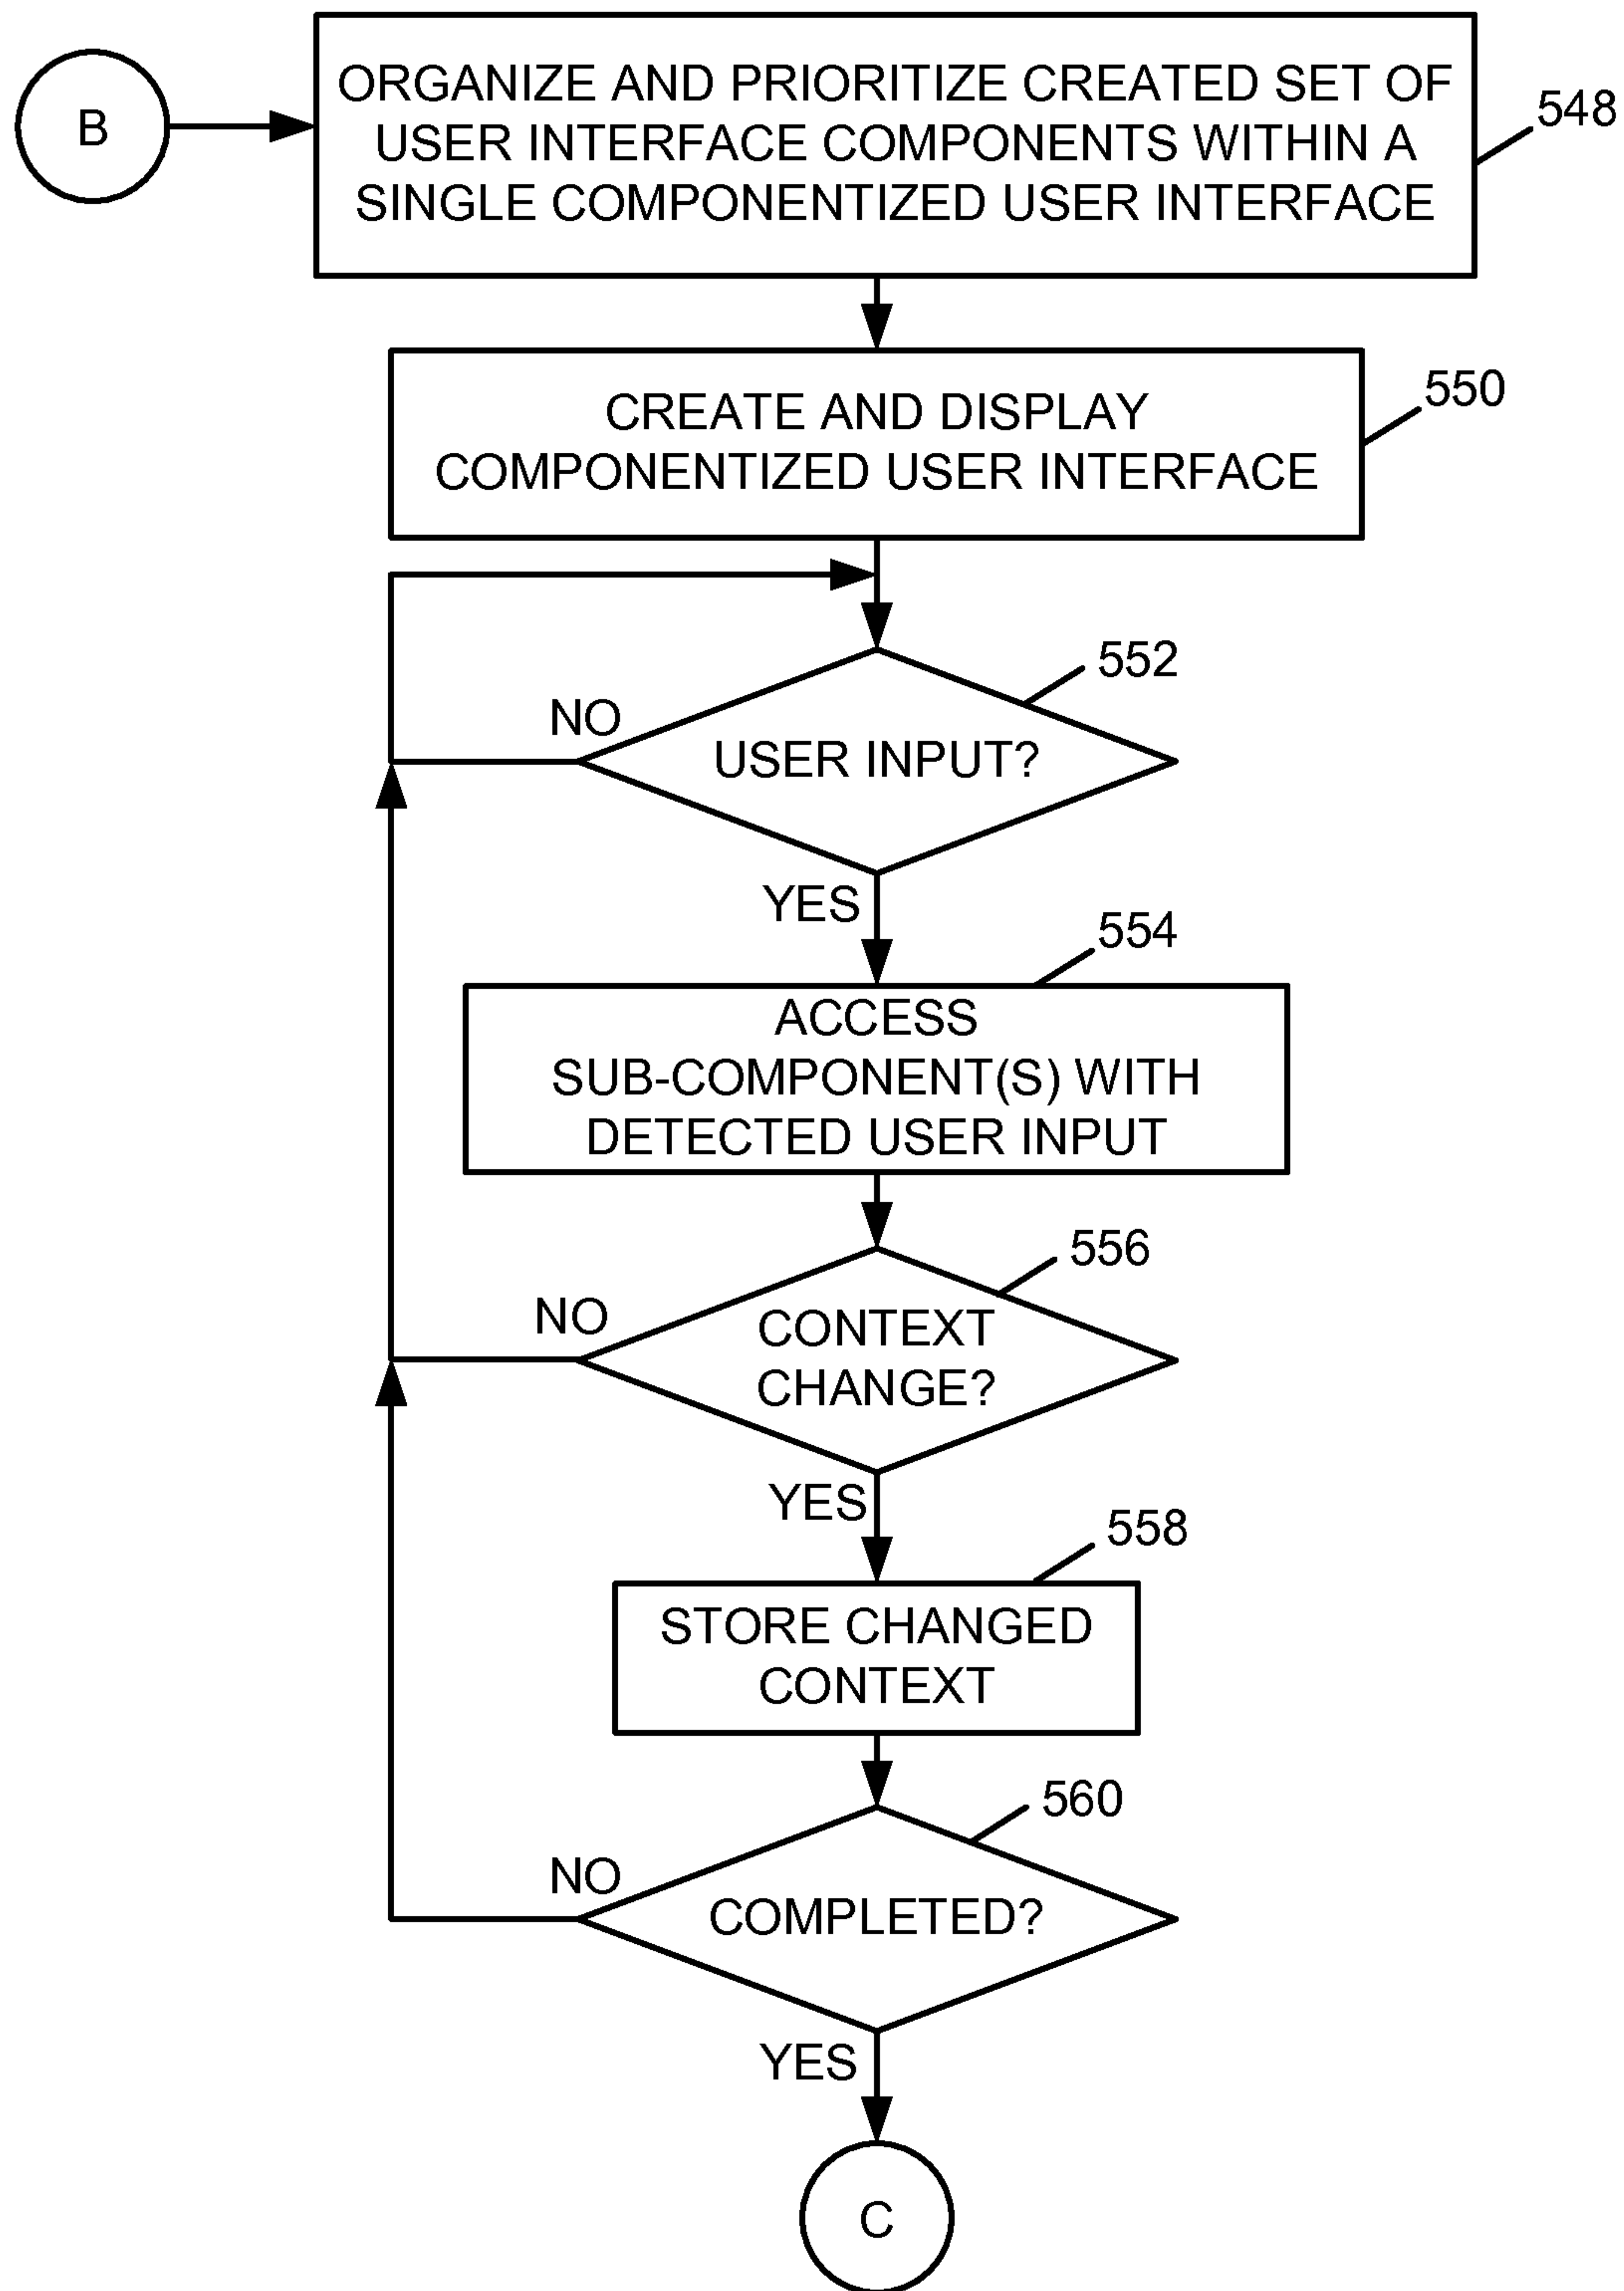 B
ORGANIZE AND PRIORITIZE CREATED SET OF
USER INTERFACE COMPONENTS WITHIN A
SINGLE COMPONENTIZED USER INTERFACE
548
CREATE AND DISPLAY
COMPONENTIZED USER INTERFACE
550
552
NO
USER INPUT?
YES
554
ACCESS
SUB-COMPONENT(S) WITH
DETECTED USER INPUT
556
NO
CONTEXT
CHANGE?
YES
558
STORE CHANGED
CONTEXT
560
NO
COMPLETED?
YES
C